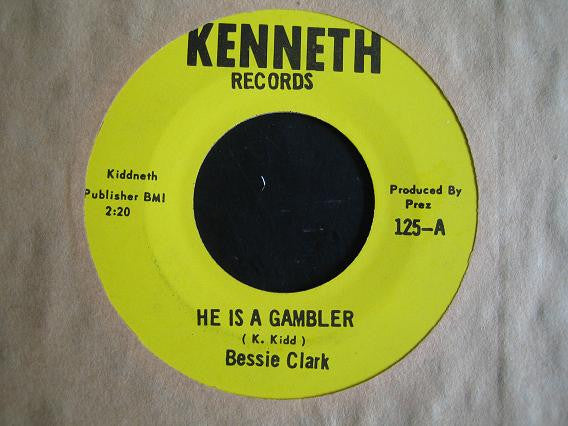 KENNETH
RECORDS
Kiddneth
Publisher BMI
2:20
Produced By
Prez
125-A
HE IS A GAMBLER
( K. Kidd )
Bessie Clark